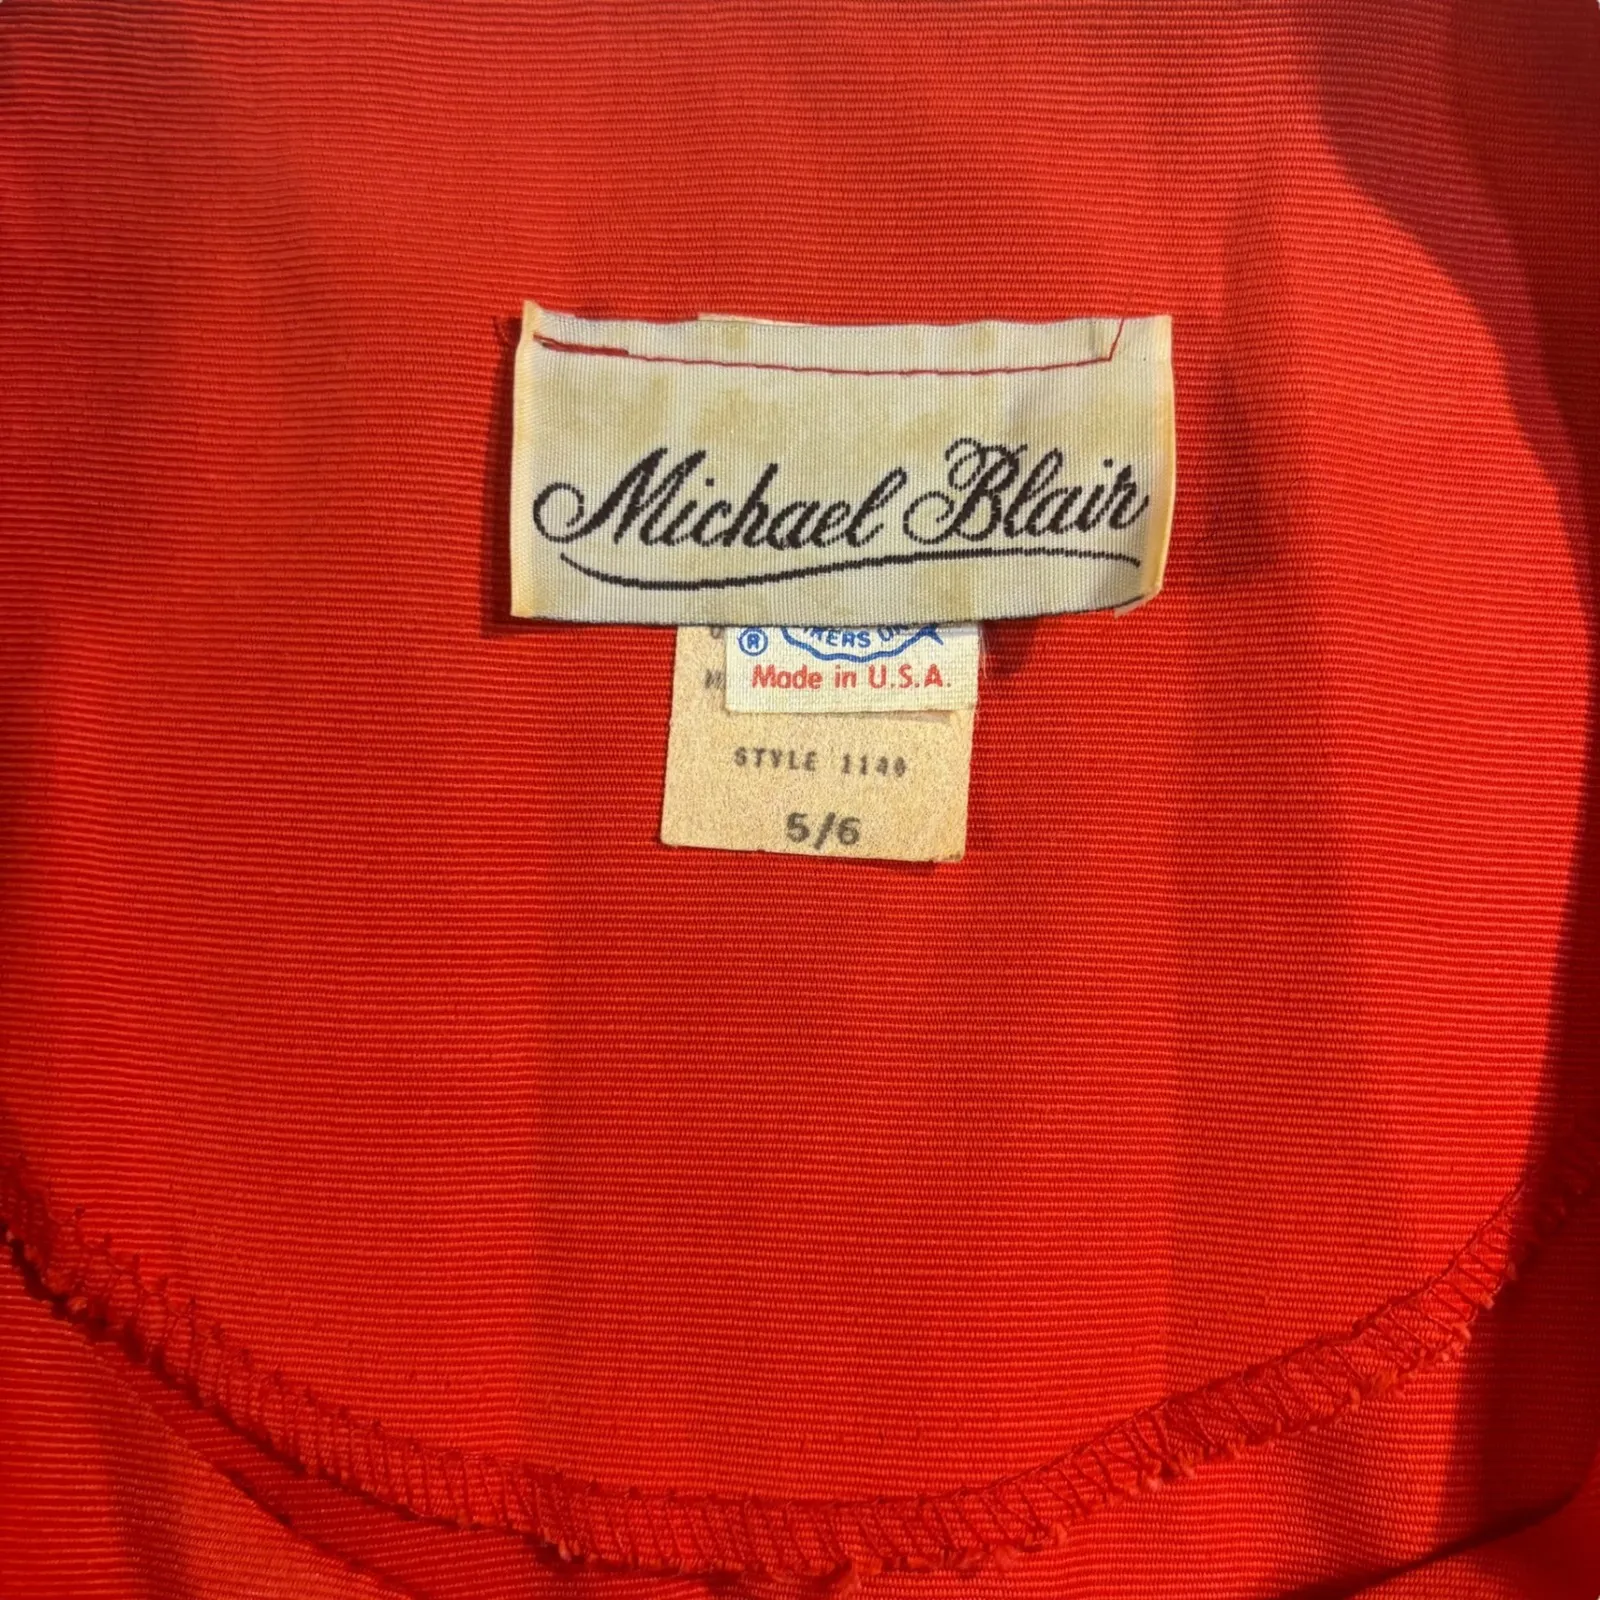 Michael Blair
®
Made in U.S.A.
STYLE 1140
5/6